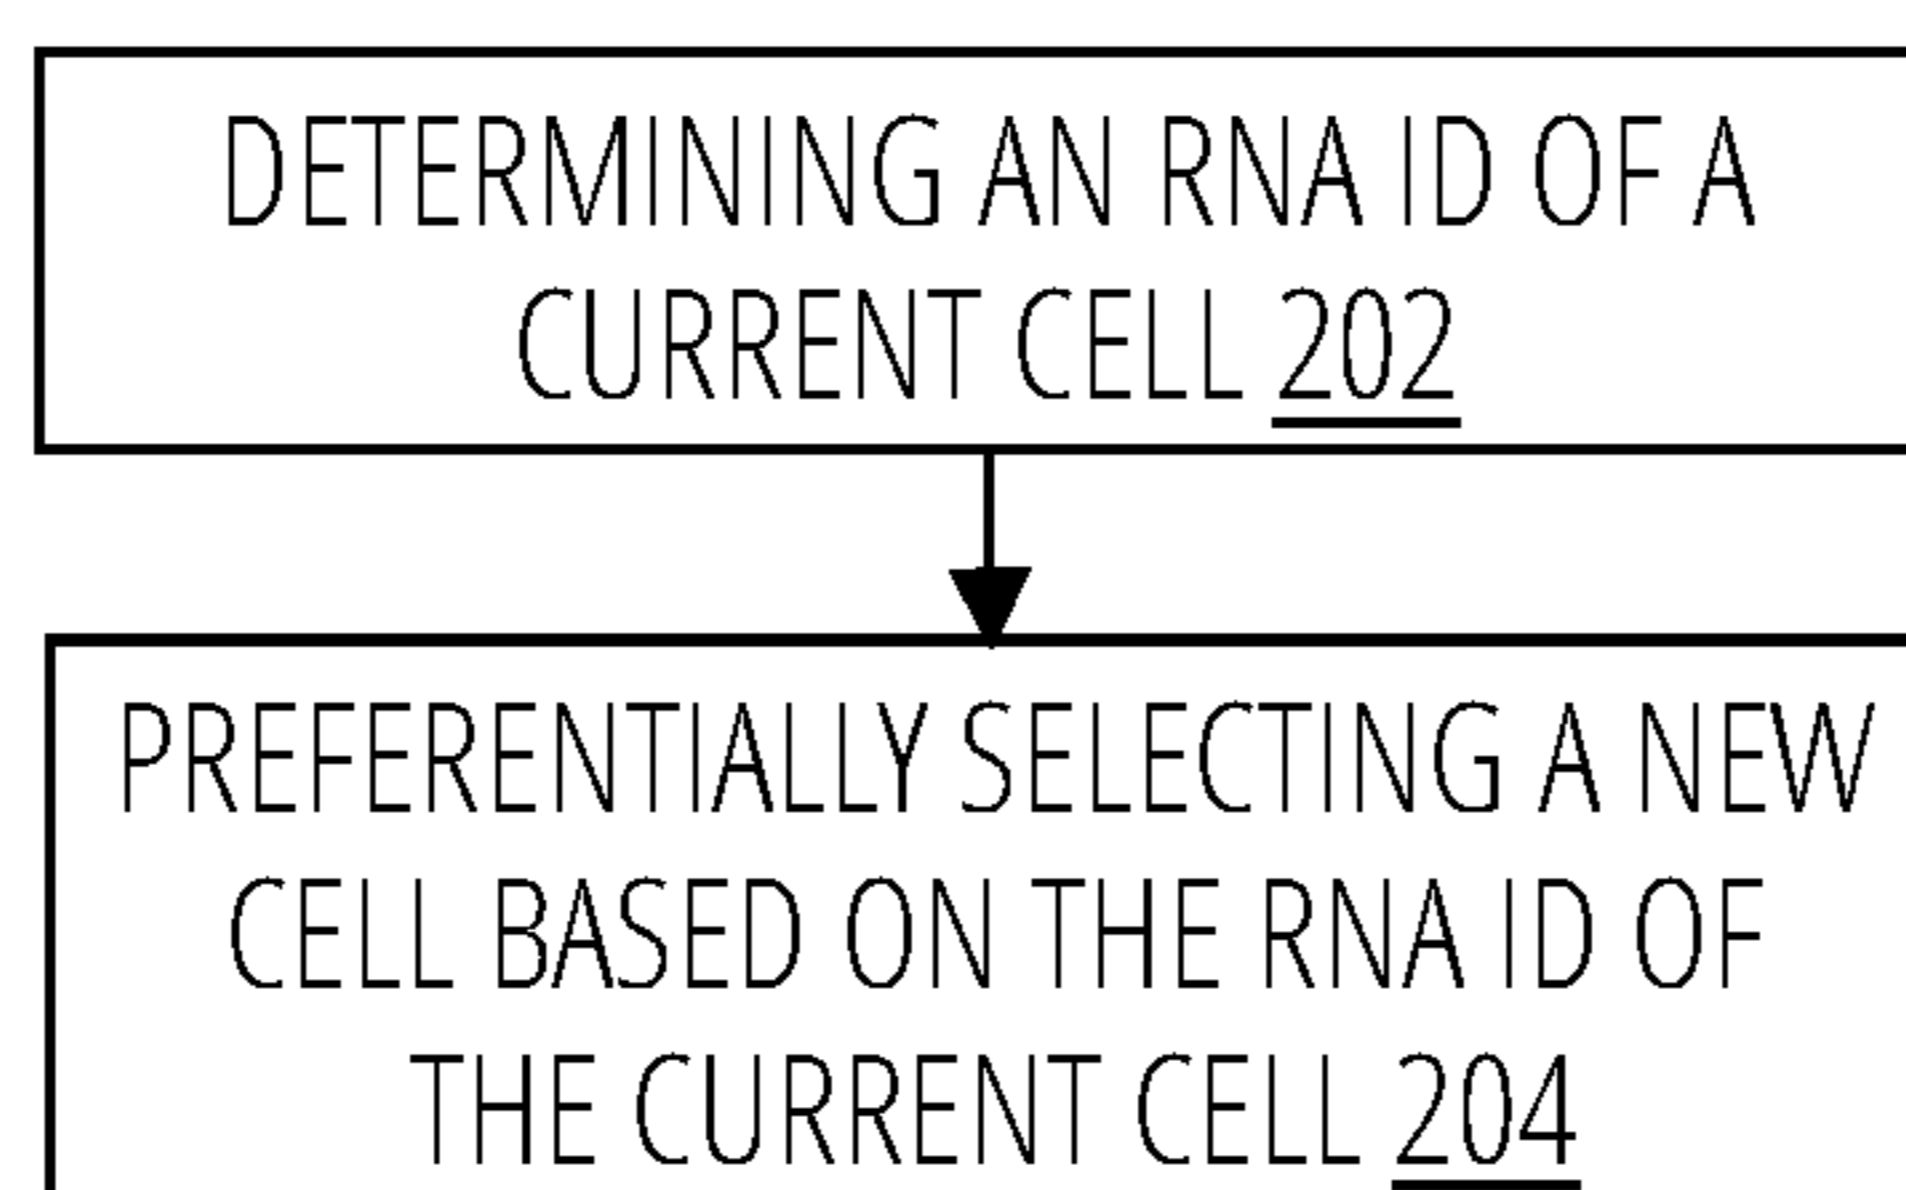 DETERMINING AN RNA ID OF A
CURRENT CELL 202
PREFERENTIALLY SELECTING A NEW
CELL BASED ON THE RNA ID OF
THE CURRENT CELL 204